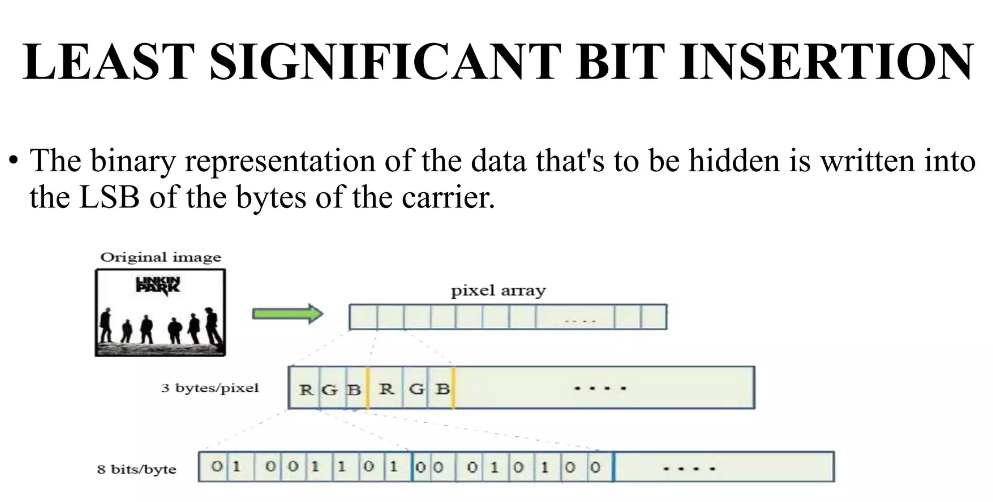 LEAST SIGNIFICANT BIT INSERTION
• The binary representation of the data that's to be hidden is written into
the LSB of the bytes of the carrier.
Original image
LINKIN
PARK
pixel array
....
3 bytes/pixel R G B R G B ....
8 bits/byte 0 1 0 0 1 1 0 1 0 0 0 1 0 1 0 0 ....